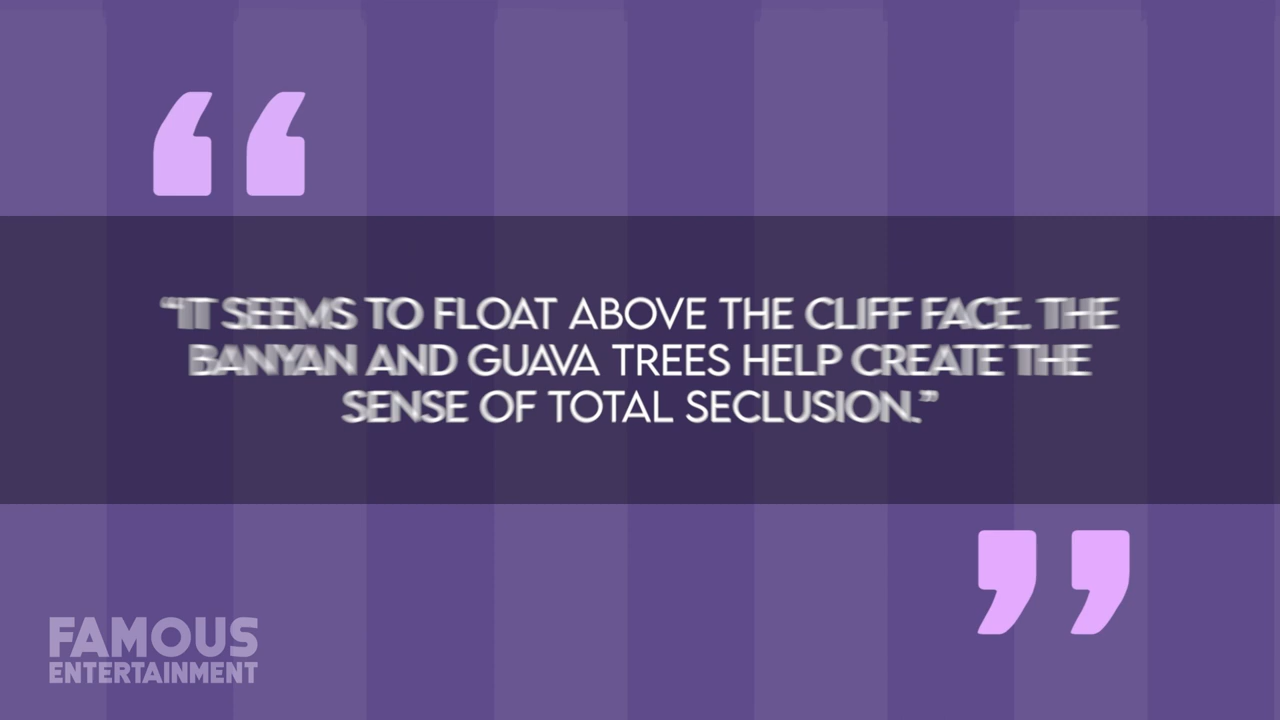 “IT SEEMS TO FLOAT ABOVE THE CLIFF FACE. THE
BANYAN AND GUAVA TREES HELP CREATE THE
SENSE OF TOTAL SECLUSION.”
FAMOUS
ENTERTAINMENT